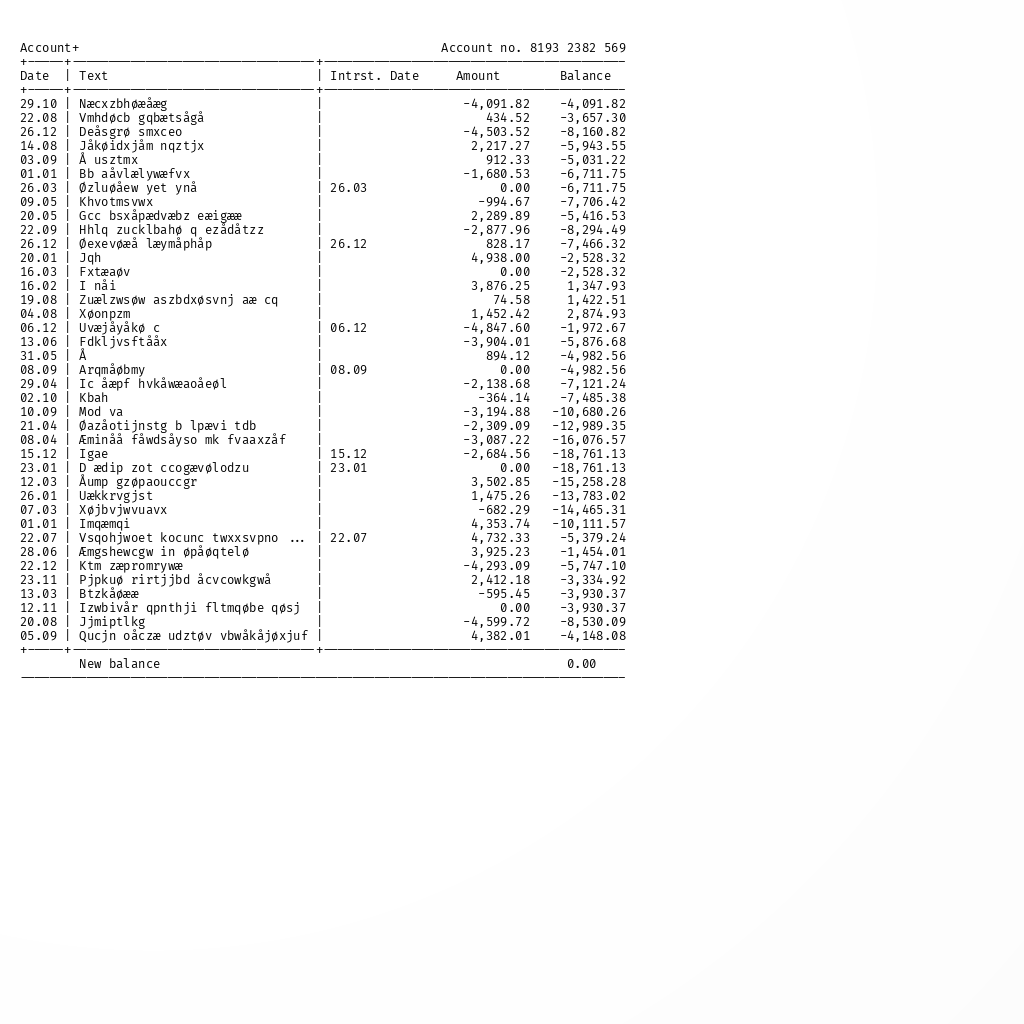 Account+ Account no. 8193 2382 569
Date | Text | Intrst. Date Amount Balance
29.10 | Næcxzbhøæåæg | -4,091.82 -4,091.82
22.08 | Vmhdøcb gqbætsågå | 434.52 -3,657.30
26.12 | Deåsgrø smxceo | -4,503.52 -8,160.82
14.08 | Jåkøidxjåm nqztjx | 2,217.27 -5,943.55
03.09 | Å usztmx | 912.33 -5,031.22
01.01 | Bb aåvlælywæfvx | -1,680.53 -6,711.75
26.03 | Øzluøåew yet ynå | 26.03 0.00 -6,711.75
09.05 | Khvotmsvwx | -994.67 -7,706.42
20.05 | Gcc bsxåpædvæbz eæigææ | 2,289.89 -5,416.53
22.09 | Hhlq zucklbahø q ezådåtzz | -2,877.96 -8,294.49
26.12 | Øexevøæå læymåphåp | 26.12 828.17 -7,466.32
20.01 | Jqh | 4,938.00 -2,528.32
16.03 | Fxtæaøv | 0.00 -2,528.32
16.02 | I nåi | 3,876.25 1,347.93
19.08 | Zuælzwsøw aszbdxøsvnj aæ cq | 74.58 1,422.51
04.08 | Xøonpzm | 1,452.42 2,874.93
06.12 | Uvæjåyåkø c | 06.12 -4,847.60 -1,972.67
13.06 | Fdkljvsftååx | -3,904.01 -5,876.68
31.05 | Å | 894.12 -4,982.56
08.09 | Arqmåøbmy | 08.09 0.00 -4,982.56
29.04 | Ic åæpf hvkåwæaoåeøl | -2,138.68 -7,121.24
02.10 | Kbah | -364.14 -7,485.38
10.09 | Mod va | -3,194.88 -10,680.26
21.04 | Øazåotijnstg b lpævi tdb | -2,309.09 -12,989.35
08.04 | Æminåå fåwdsåyso mk fvaaxzåf | -3,087.22 -16,076.57
15.12 | Igae | 15.12 -2,684.56 -18,761.13
23.01 | D ædip zot ccogævølodzu | 23.01 0.00 -18,761.13
12.03 | Åump gzøpaouccgr | 3,502.85 -15,258.28
26.01 | Uækkrvgjst | 1,475.26 -13,783.02
07.03 | Xøjbvjwvuavx | -682.29 -14,465.31
01.01 | Imqæmqi | 4,353.74 -10,111.57
22.07 | Vsqohjwoet kocunc twxxsvpno ... | 22.07 4,732.33 -5,379.24
28.06 | Æmgshewcgw in øpåøqtelø | 3,925.23 -1,454.01
22.12 | Ktm zæpromrywæ | -4,293.09 -5,747.10
23.11 | Pjpkuø rirtjjbd åcvcowkgwå | 2,412.18 -3,334.92
13.03 | Btzkåøææ | -595.45 -3,930.37
12.11 | Izwbivår qpnthji fltmqøbe qøsj | 0.00 -3,930.37
20.08 | Jjmiptlkg | -4,599.72 -8,530.09
05.09 | Qucjn oåczæ udztøv vbwåkåjøxjuf | 4,382.01 -4,148.08
New balance 0.00